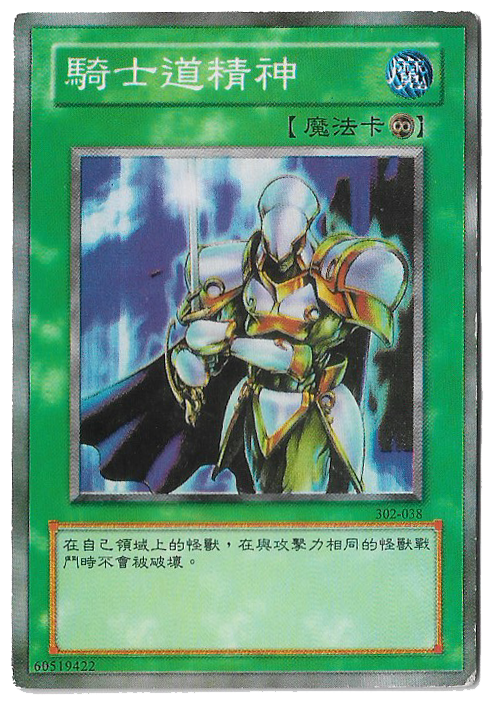 騎士道精神
【魔法卡∞】
302-038
在自己領域上的怪獸，在與攻擊力相同的怪獸戰
鬥時不會被破壞。
60519422